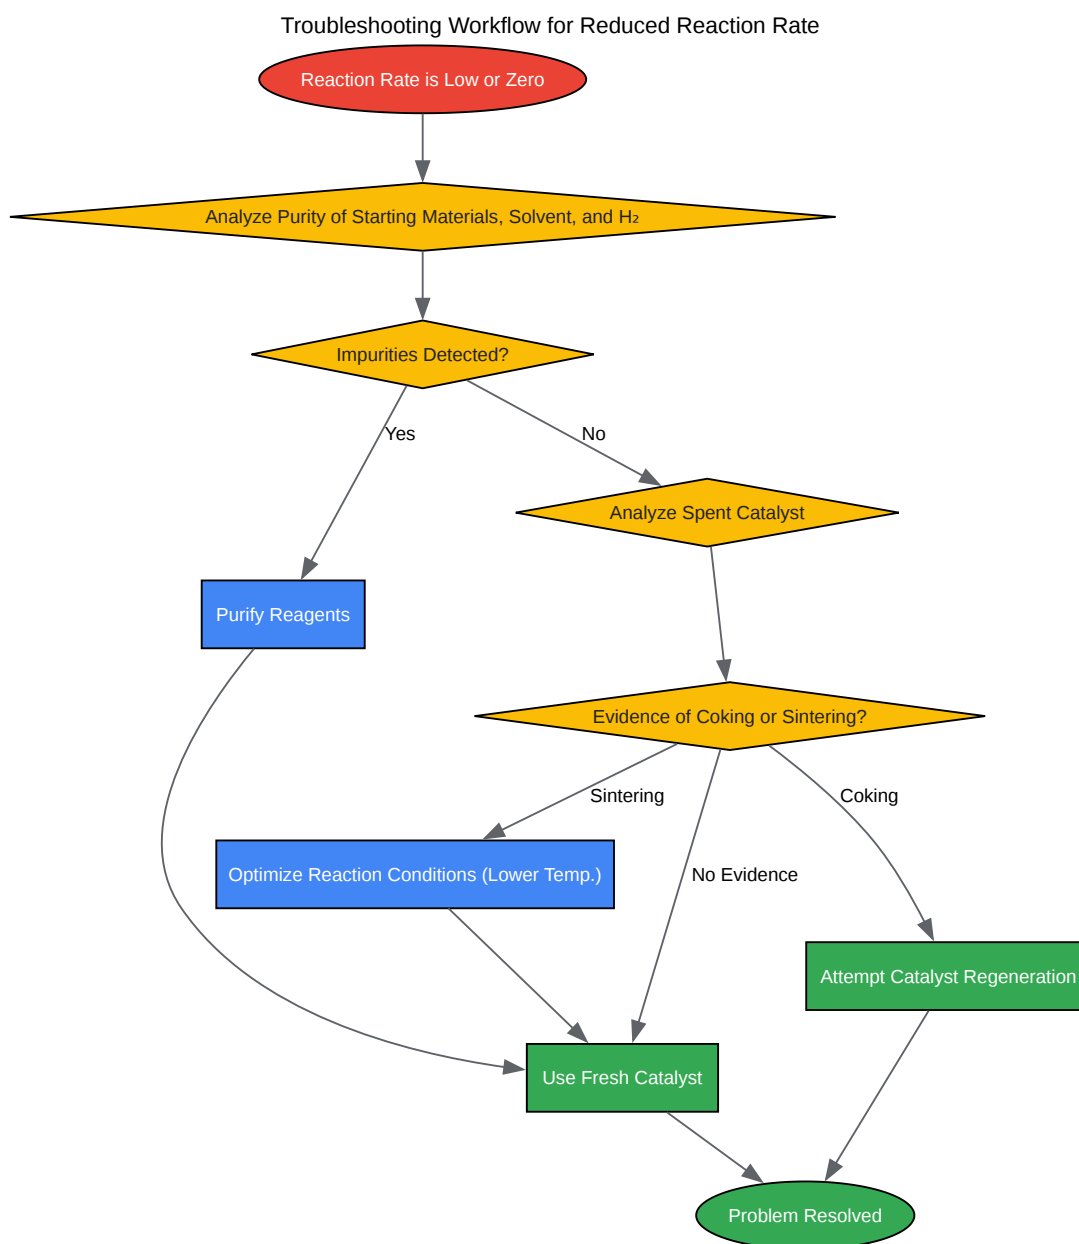 Troubleshooting Workflow for Reduced Reaction Rate
Reaction Rate is Low or Zero
Analyze Purity of Starting Materials, Solvent, and H₂
Impurities Detected?
Yes
No
Analyze Spent Catalyst
Purify Reagents
Evidence of Coking or Sintering?
Sintering
Coking
Optimize Reaction Conditions (Lower Temp.)
No Evidence
Attempt Catalyst Regeneration
Use Fresh Catalyst
Problem Resolved